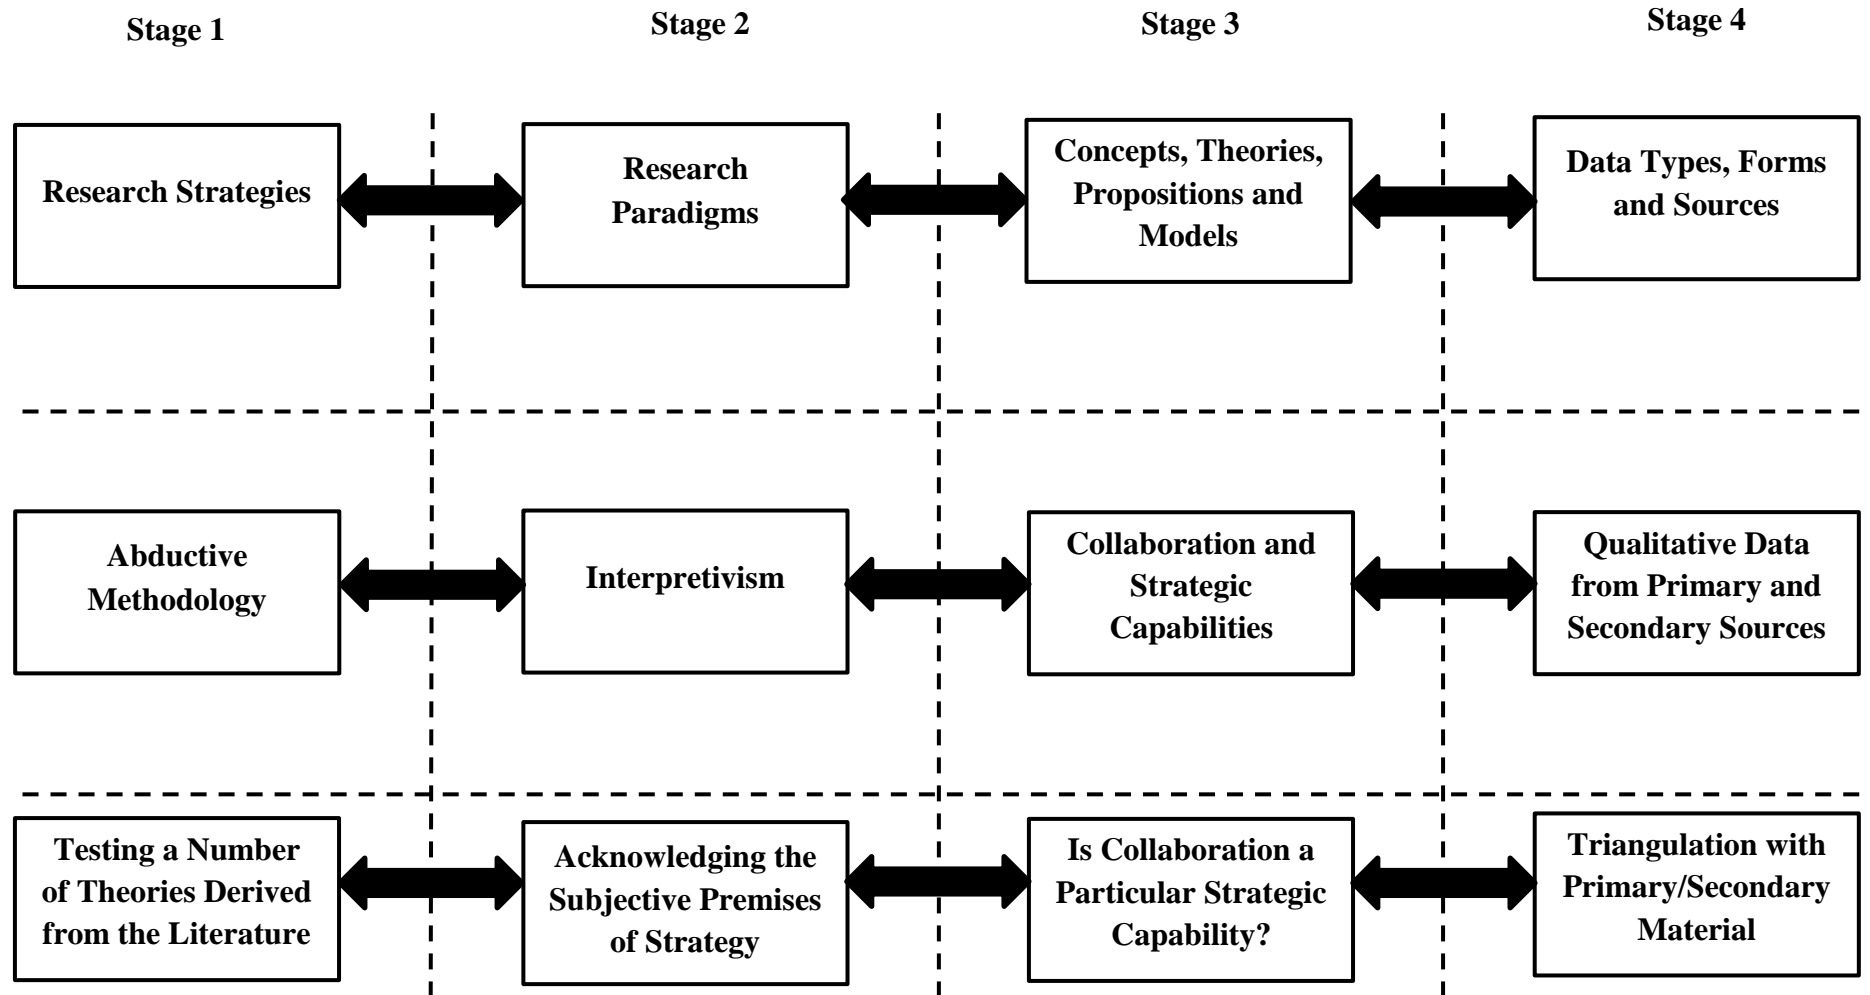 Stage 1
Stage 2
Stage 3
Stage 4
Research Strategies
Research
Paradigms
Concepts, Theories,
Propositions and
Models
Data Types, Forms
and Sources
Abductive
Methodology
Interpretivism
Collaboration and
Strategic
Capabilities
Qualitative Data
from Primary and
Secondary Sources
Testing a Number
of Theories Derived
from the Literature
Acknowledging the
Subjective Premises
of Strategy
Is Collaboration a
Particular Strategic
Capability?
Triangulation with
Primary/Secondary
Material